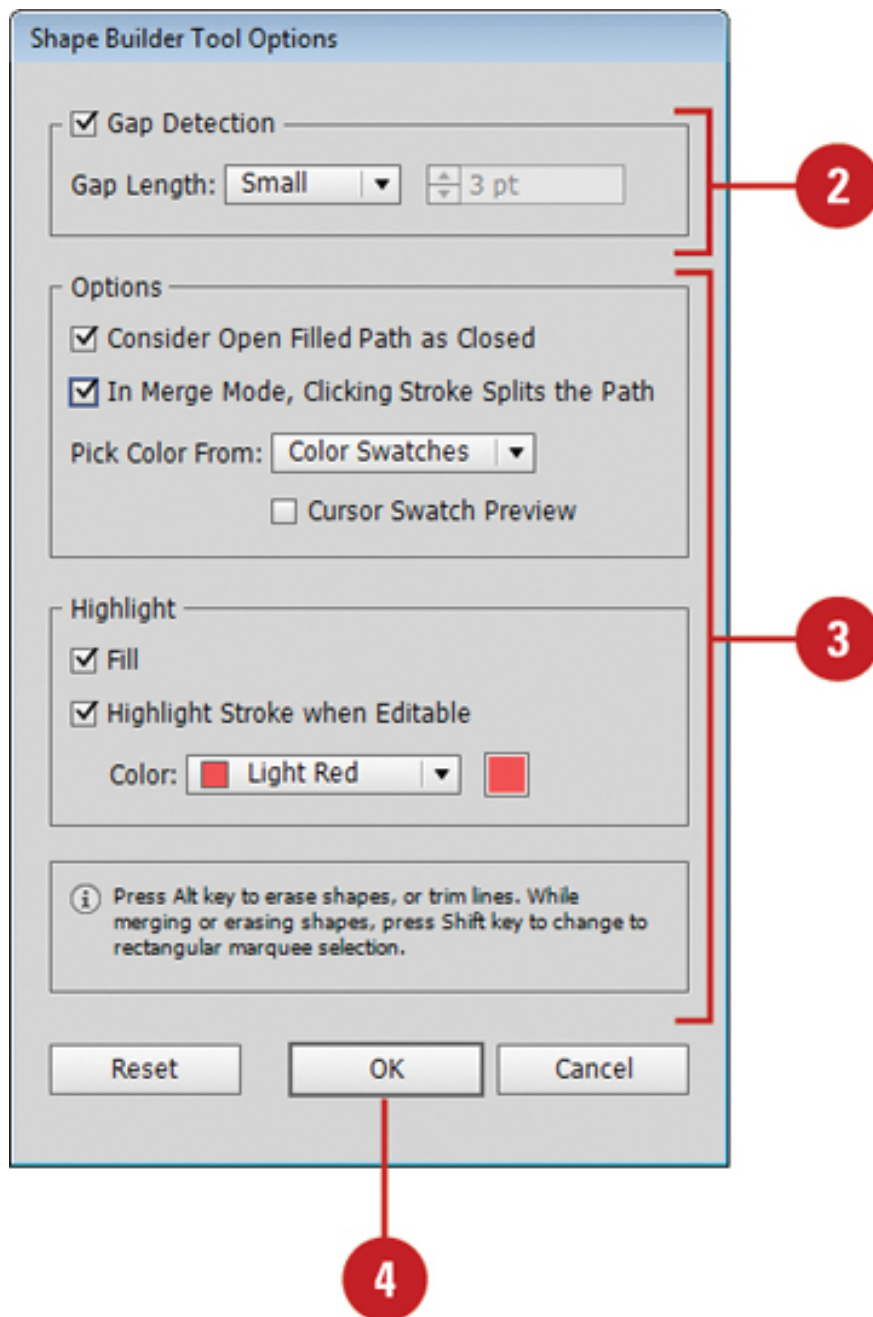 Shape Builder Tool Options
Gap Detection
Gap Length: Small 3 pt
2
Options
Consider Open Filled Path as Closed
In Merge Mode, Clicking Stroke Splits the Path
Pick Color From: Color Swatches
Cursor Swatch Preview
Highlight
Fill
3
Highlight Stroke when Editable
Color: Light Red
Press Alt key to erase shapes, or trim lines. While
merging or erasing shapes, press Shift key to change to
rectangular marquee selection.
Reset OK Cancel
4